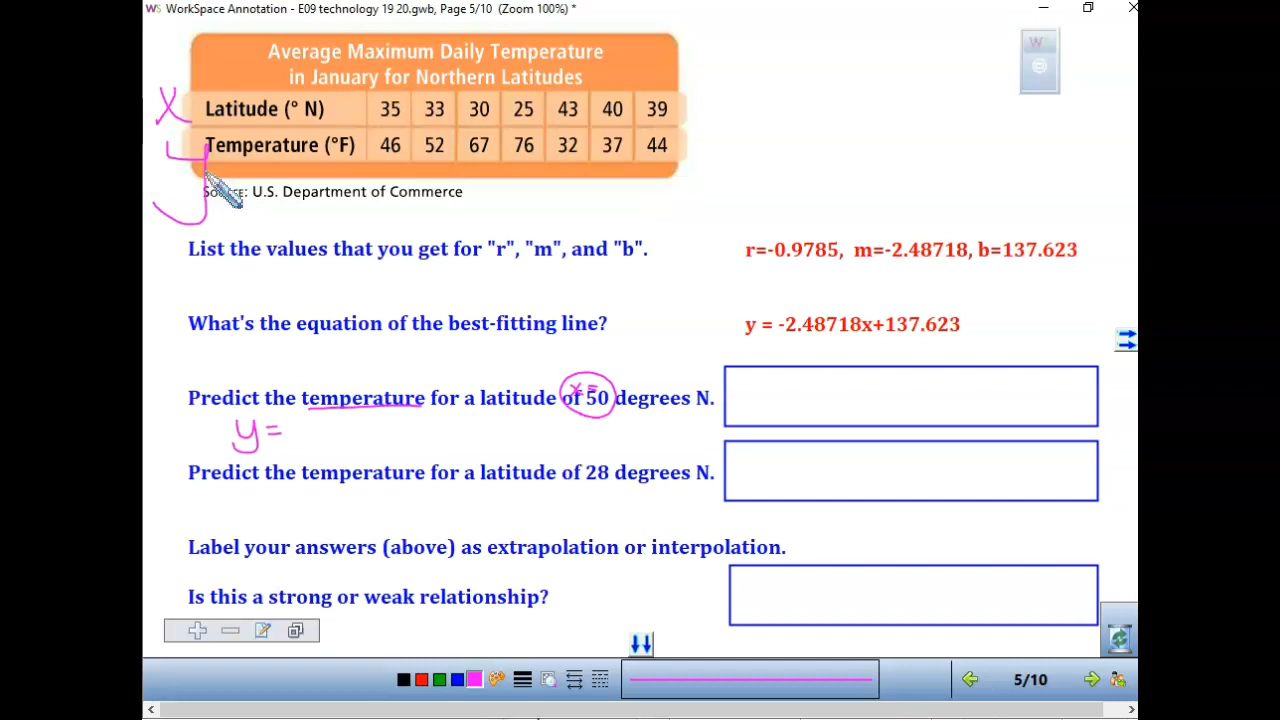 WS WorkSpace Annotation - E09 technology 19 20.gwb, Page 5/10 (Zoom 100%) *
Average Maximum Daily Temperature
in January for Northern Latitudes
W
x Latitude (° N) 35 33 30 25 43 40 39
y Temperature (°F) 46 52 67 76 32 37 44
U.S. Department of Commerce
List the values that you get for "r", "m", and "b". r=-0.9785, m=-2.48718, b=137.623
What's the equation of the best-fitting line? y = -2.48718x+137.623
x=
Predict the temperature for a latitude of 50 degrees N.
y=
Predict the temperature for a latitude of 28 degrees N.
Label your answers (above) as extrapolation or interpolation.
Is this a strong or weak relationship?
5/10